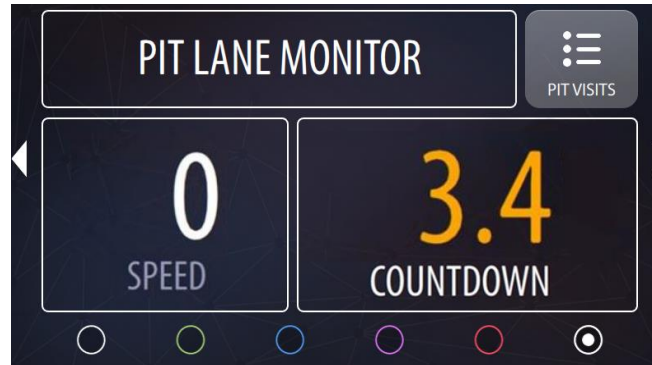 PIT LANE MONITOR
PIT VISITS
0
SPEED
3.4
COUNTDOWN